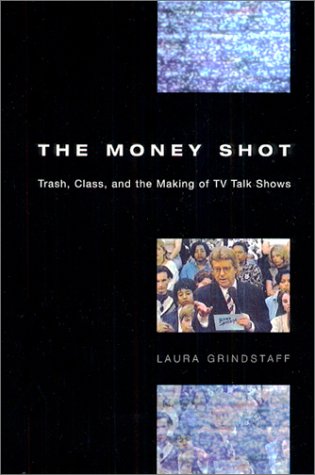 THE MONEY SHOT
Trash, Class, and the Making of TV Talk Shows
LAURA GRINDSTAFF